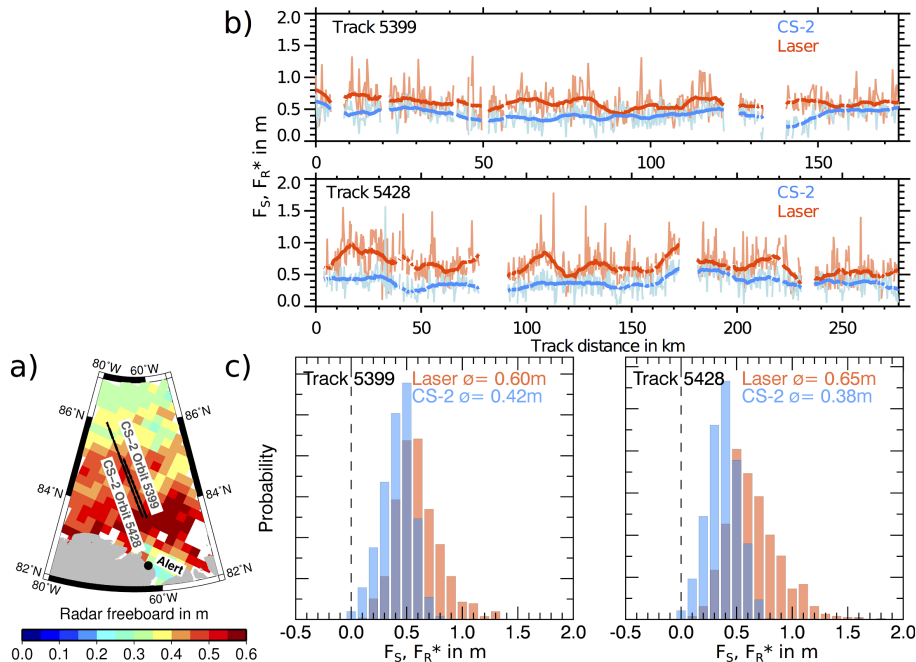 b)
2.0
1.5
1.0
0.5
0.0
Track 5399
CS-2
Laser
0
50
100
150
F_S, F_R* in m
2.0
1.5
1.0
0.5
0.0
Track 5428
CS-2
Laser
0
50
100
150
200
250
Track distance in km
a)
80°W
60°W
86°N
86°N
84°N
84°N
82°N
82°N
80°W
60°W
CS-2 Orbit 5399
CS-2 Orbit 5428
Alert
Radar freeboard in m
0.0 0.1 0.2 0.3 0.4 0.5 0.6
c)
Probability
Track 5399
Laser ø= 0.60m
CS-2 ø= 0.42m
-0.5 0.0 0.5 1.0 1.5 2.0
F_S, F_R* in m
Track 5428
Laser ø= 0.65m
CS-2 ø= 0.38m
-0.5 0.0 0.5 1.0 1.5 2.0
F_S, F_R* in m